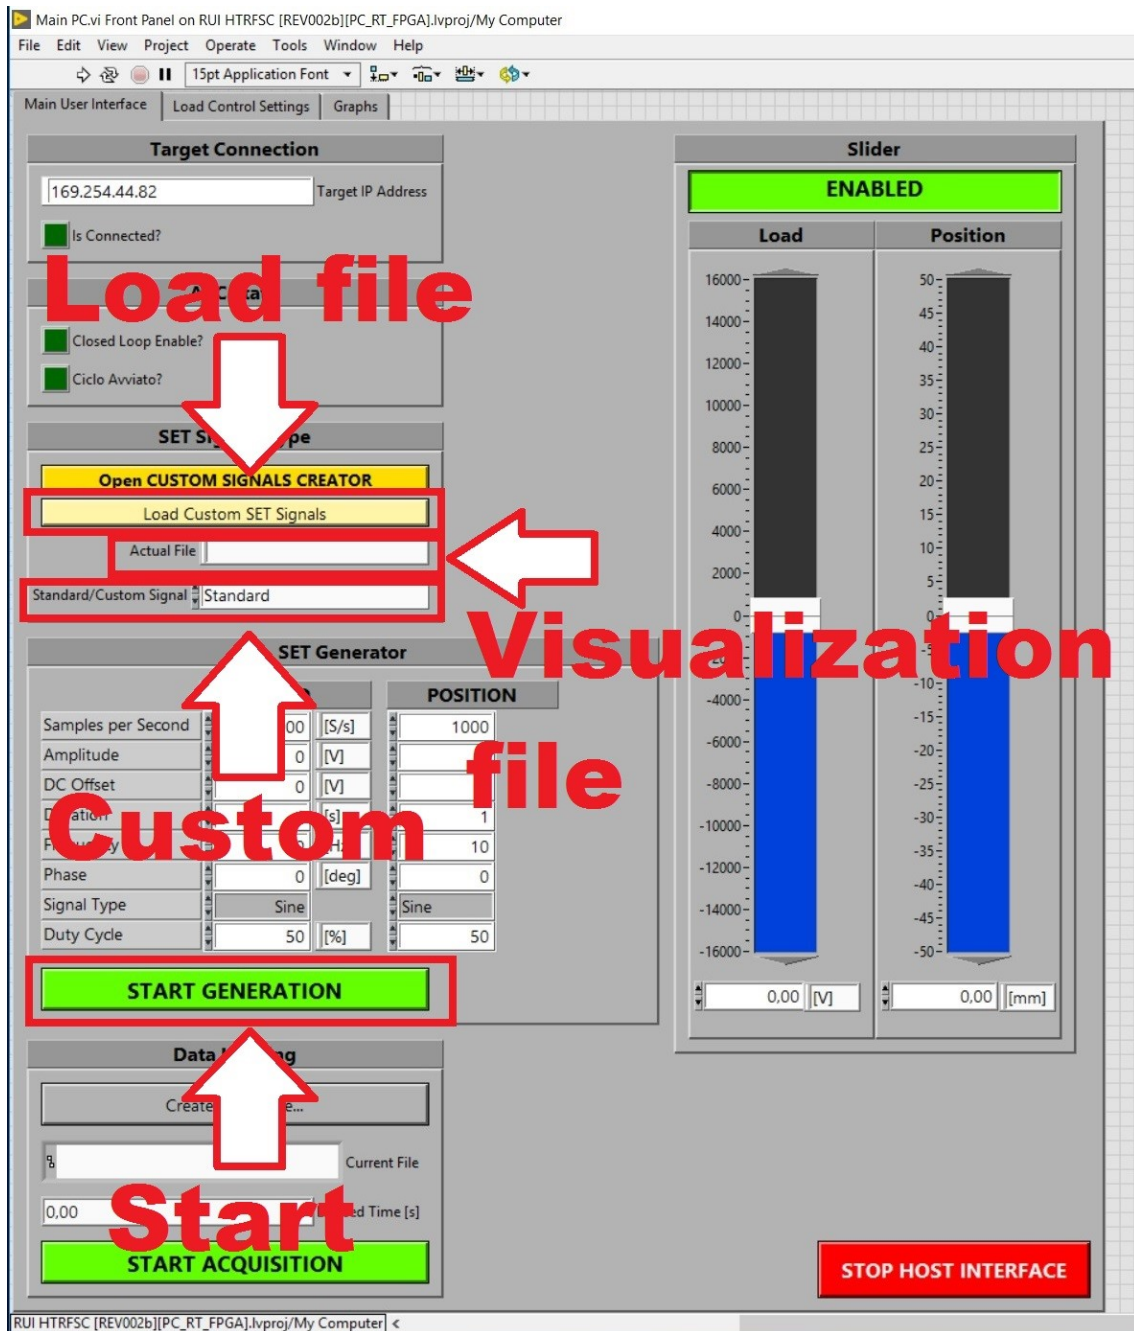 Main PC.vi Front Panel on RUI HTRFSC [REV002b][PC_RT_FPGA].lvproj/My Computer
File Edit View Project Operate Tools Window Help
15pt Application Font
Main User Interface Load Control Settings Graphs
Target Connection
169.254.44.82 Target IP Address
Is Connected?
Load file
Closed Loop Enable?
Ciclo Avviato?
SET
Open CUSTOM SIGNALS CREATOR
Load Custom SET Signals
Actual File
Standard/Custom Signal Standard
Visualization
file
SET Generator
POSITION
Samples per Second [S/s] 1000
Amplitude 0 [V]
DC Offset 0 [V]
[s] 1
Custom
10
Phase 0 [deg] 0
Signal Type Sine Sine
Duty Cycle 50 [%] 50
START GENERATION
Data
Create
Current File
0,00 Time [s]
Start
START ACQUISITION
Slider
ENABLED
Load Position
16000 50
45
14000
40
12000
35
10000
30
8000 25
6000 20
15
4000
10
2000
5
0 0
-10
-4000
-15
-6000
-20
-8000 -25
-10000 -30
-35
-12000
-40
-14000
-45
-16000 -50
0,00 [V] 0,00 [mm]
STOP HOST INTERFACE
RUI HTRFSC [REV002b][PC_RT_FPGA].lvproj/My Computer <